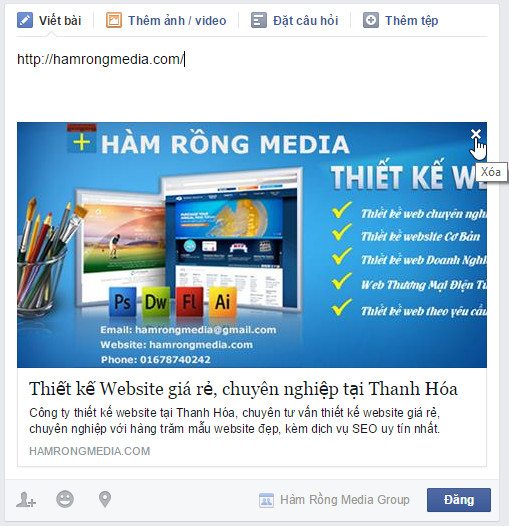 Viết bài Thêm ảnh / video Đặt câu hỏi Thêm tệp
http://hamrongmedia.com/
HÀM RỒNG MEDIA
Xóa
THIẾT KẾ WE
Thiết kế web chuyên nghi
Thiết kế website Cơ Bản
Thiết kế web Doanh Nghi
Web Thương Mại Điện Tử
Thiết kế web theo yêu cầu
Ps Dw Fl Ai
Email: hamrongmedia@gmail.com
Website: hamrongmedia.com
Phone: 01678740242
Thiết kế Website giá rẻ, chuyên nghiệp tại Thanh Hóa
Công ty thiết kế website tại Thanh Hóa, chuyên tư vấn thiết kế website giá rẻ,
chuyên nghiệp với hàng trăm mẫu website đẹp, kèm dịch vụ SEO uy tín nhất.
HAMRONGMEDIA.COM
Hàm Rồng Media Group Đăng